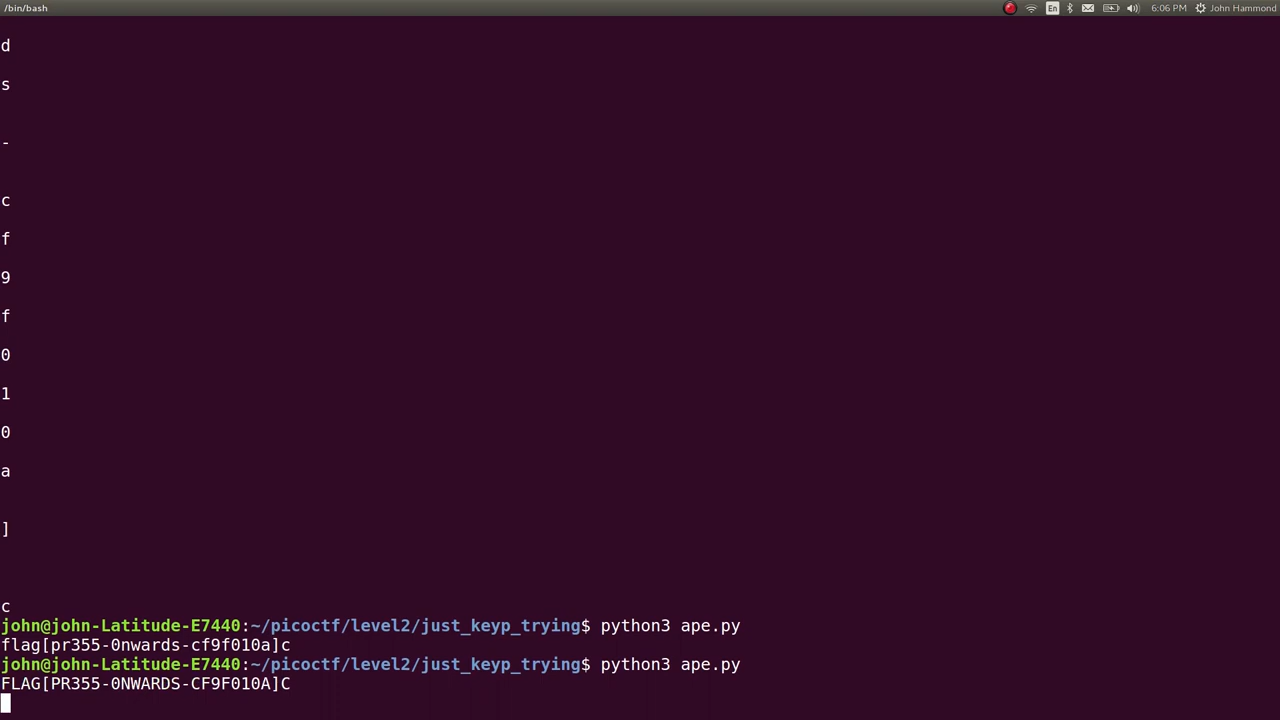 /bin/bash
En
6:06 PM
John Hammond
d
s
-
c
f
9
f
0
1
0
a
]
c
john@john-Latitude-E7440:~/picoctf/level2/just_keyp_trying$ python3 ape.py
flag[pr355-0nwards-cf9f010a]c
john@john-Latitude-E7440:~/picoctf/level2/just_keyp_trying$ python3 ape.py
FLAG[PR355-0NWARDS-CF9F010A]C